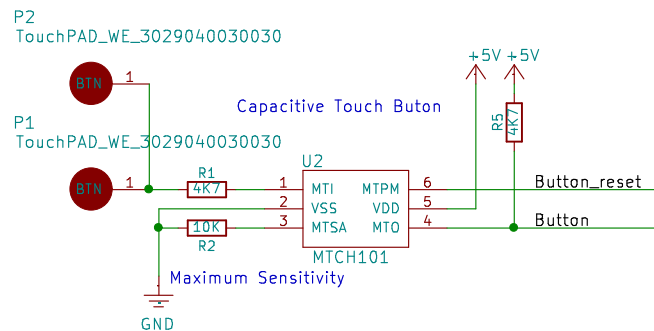 P2
TouchPAD_WE_3029040030030
BTN 1
+5V +5V
Capacitive Touch Buton
R5 4K7
P1
TouchPAD_WE_3029040030030
BTN 1
R1
4K7
U2
1 MTI MTPM 6
2 VSS VDD 5
3 MTSA MTO 4
Button_reset
Button
10K
R2
MTCH101
Maximum Sensitivity
GND